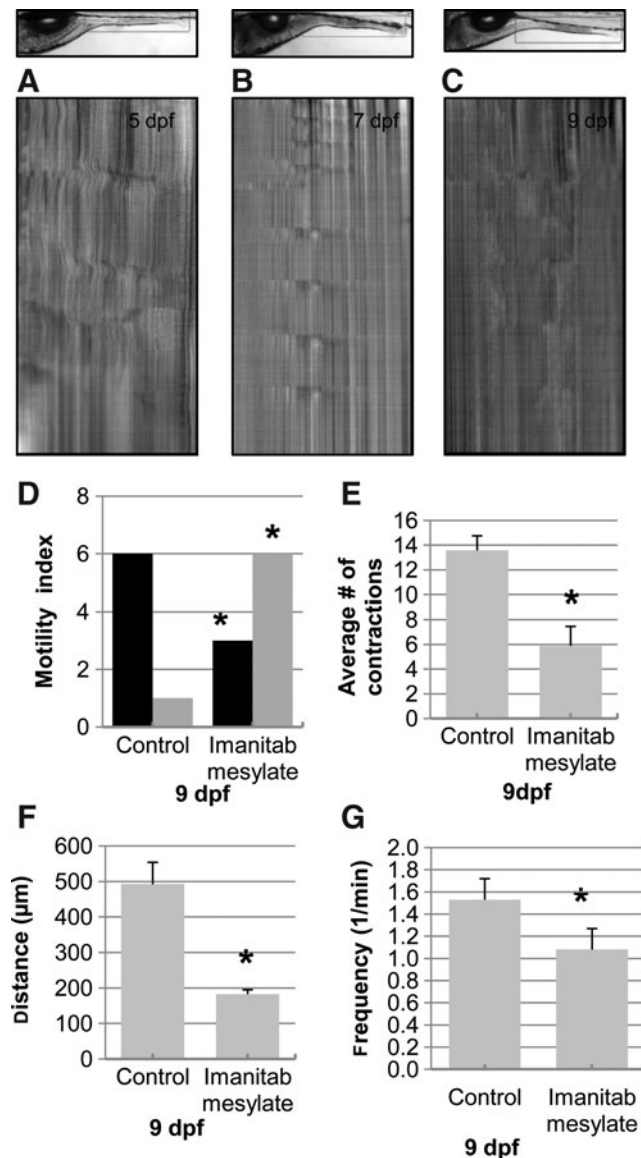 A
B
C
5 dpf
7 dpf
9 dpf
D
Motility index
8
6
4
2
0
*
*
Control
Imanitab
mesylate
9 dpf
E
Average # of
contractions
16
14
12
10
8
6
4
2
0
*
Control
Imanitab
mesylate
9dpf
F
Distance (µm)
600
500
400
300
200
100
0
*
Control
Imanitab
mesylate
9 dpf
G
Frequency (1/min)
2.0
1.8
1.6
1.4
1.2
1.0
0.8
0.6
0.4
0.2
0.0
*
Control
Imanitab
mesylate
9 dpf